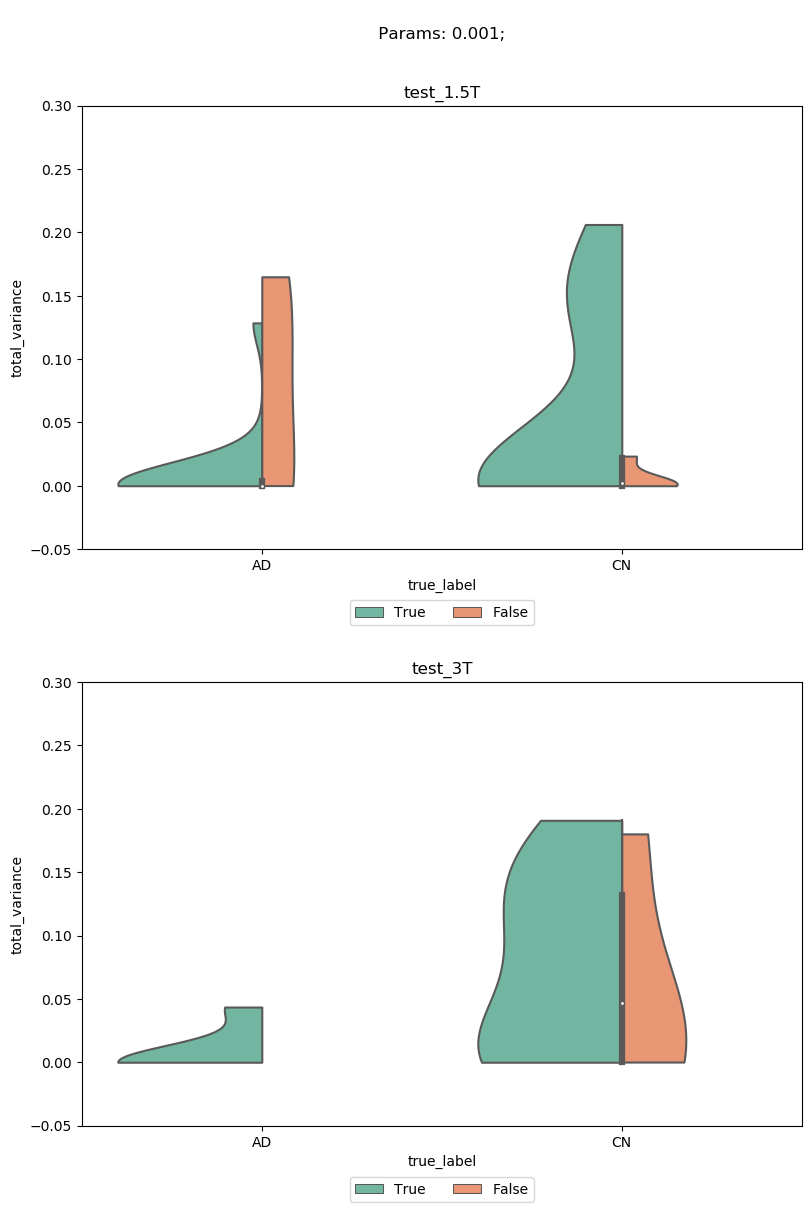 Params: 0.001;
test_1.5T
0.30
0.25
0.20
0.15
0.10
0.05
0.00
−0.05
total_variance
AD CN
true_label
True False
test_3T
0.30
0.25
0.20
0.15
0.10
0.05
0.00
−0.05
total_variance
AD CN
true_label
True False